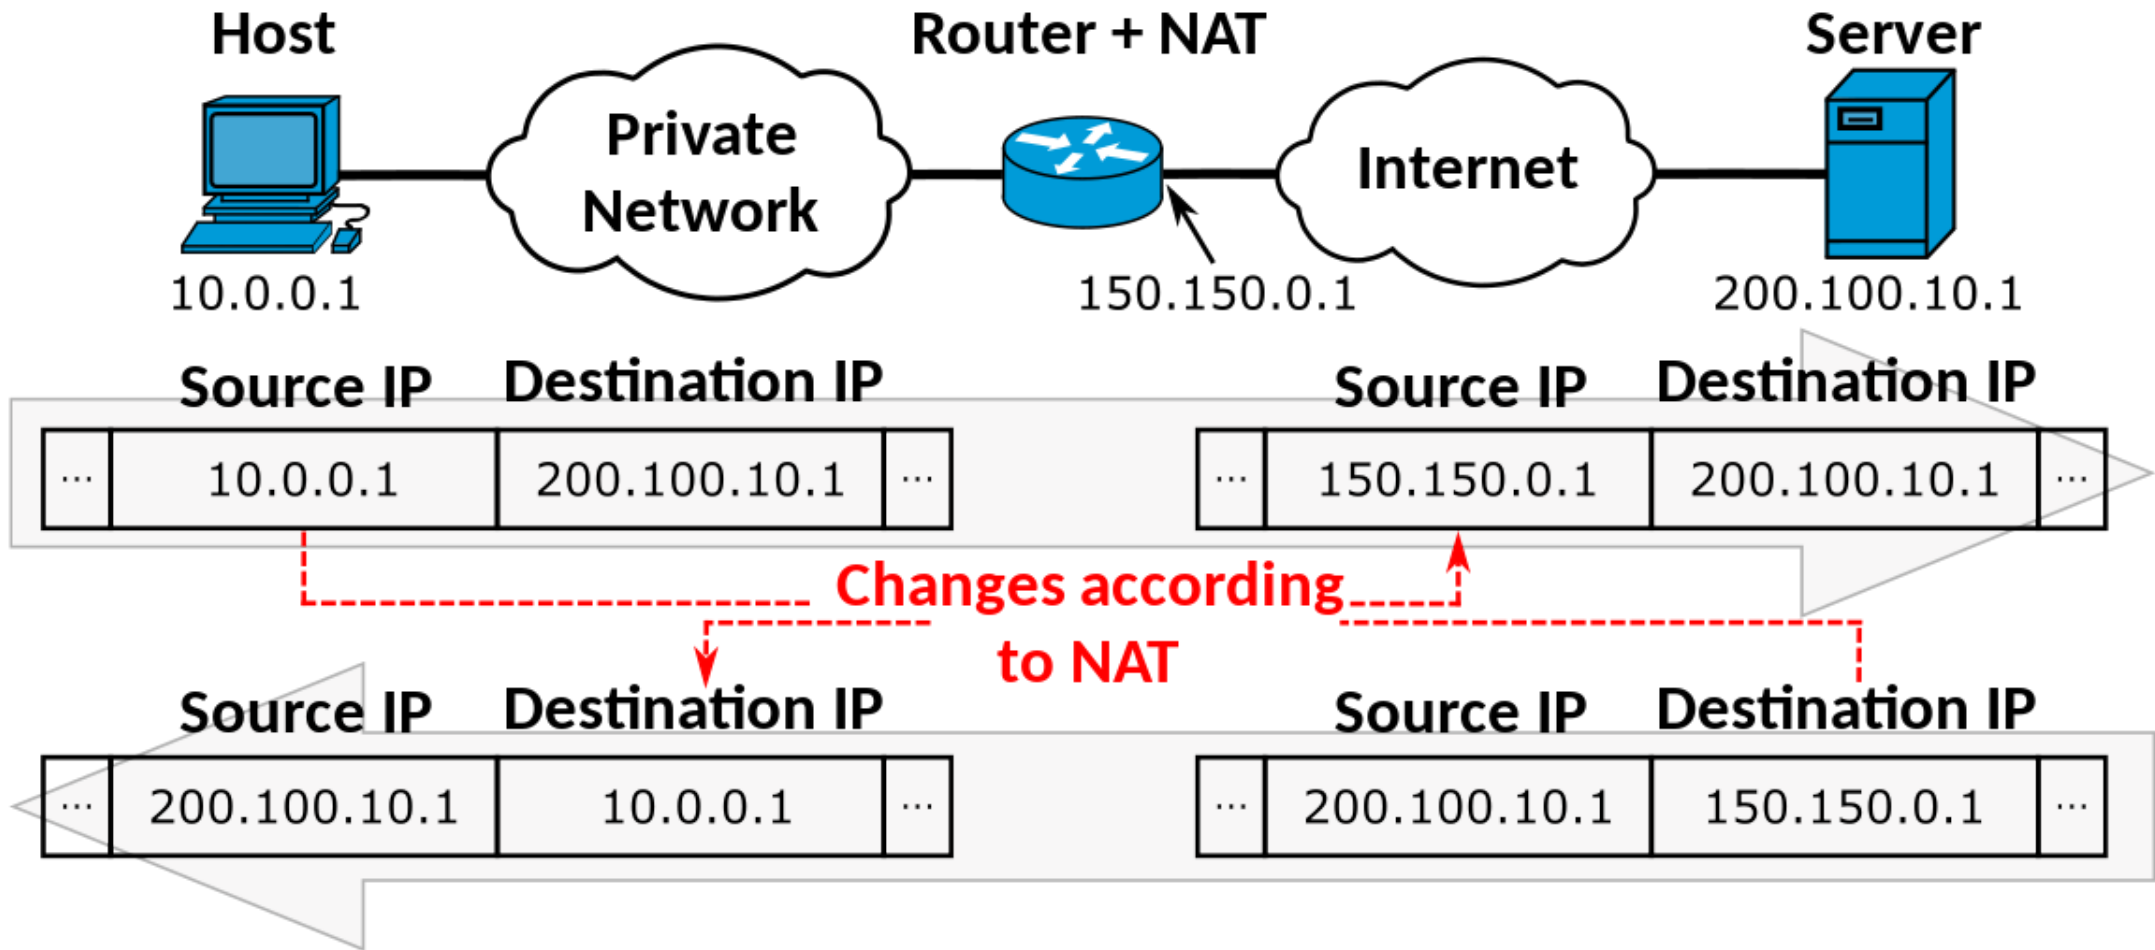 Host
Router + NAT
Server
Private
Network
Internet
10.0.0.1
150.150.0.1
200.100.10.1
Source IP
Destination IP
Source IP
Destination IP
...
10.0.0.1
200.100.10.1
...
...
150.150.0.1
200.100.10.1
...
Changes according
to NAT
Source IP
Destination IP
Source IP
Destination IP
...
200.100.10.1
10.0.0.1
...
...
200.100.10.1
150.150.0.1
...